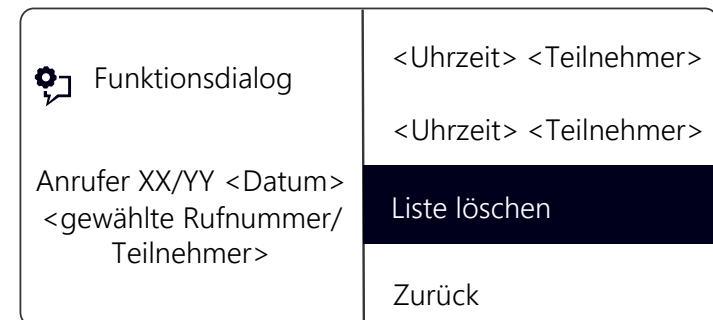 Funktionsdialog
Anrufer XX/YY <Datum>
<gewählte Rufnummer/
Teilnehmer>
<Uhrzeit> <Teilnehmer>
<Uhrzeit> <Teilnehmer>
Liste löschen
Zurück